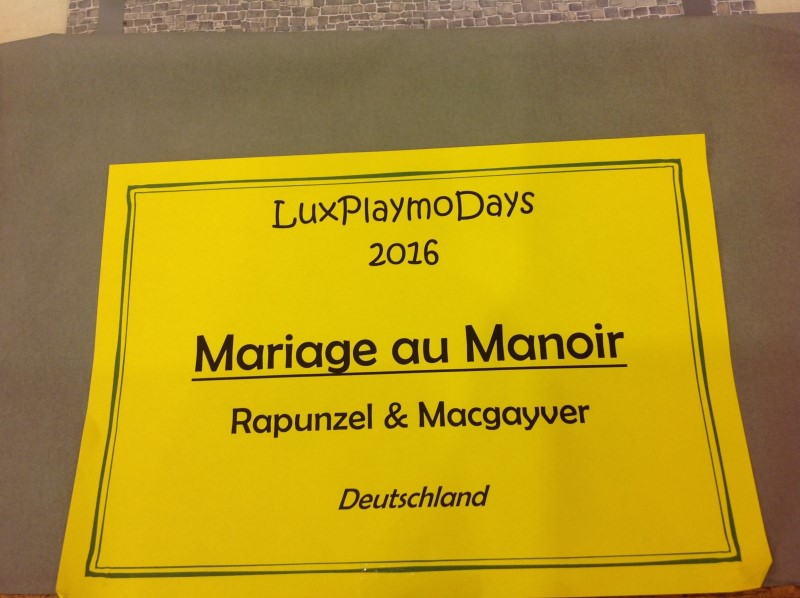 LuxPlaymoDays
2016
Mariage au Manoir
Rapunzel & Macgayver
Deutschland